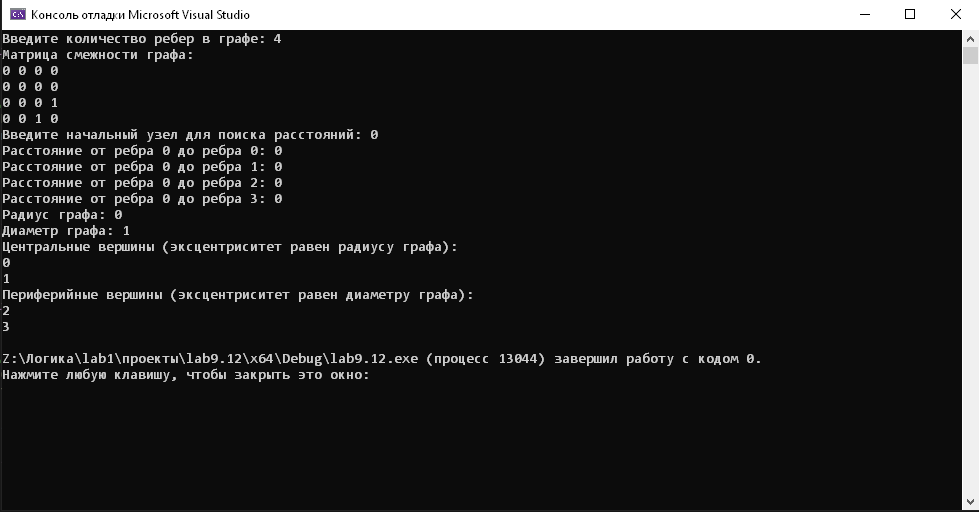 Консоль отладки Microsoft Visual Studio
Введите количество ребер в графе: 4
Матрица смежности графа:
0 0 0 0
0 0 0 0
0 0 0 1
0 0 1 0
Введите начальный узел для поиска расстояний: 0
Расстояние от ребра 0 до ребра 0: 0
Расстояние от ребра 0 до ребра 1: 0
Расстояние от ребра 0 до ребра 2: 0
Расстояние от ребра 0 до ребра 3: 0
Радиус графа: 0
Диаметр графа: 1
Центральные вершины (эксцентриситет равен радиусу графа):
0
1
Периферийные вершины (эксцентриситет равен диаметру графа):
2
3
Z:\Логика\lab1\проекты\lab9.12\x64\Debug\lab9.12.exe (процесс 13044) завершил работу с кодом 0.
Нажмите любую клавишу, чтобы закрыть это окно: